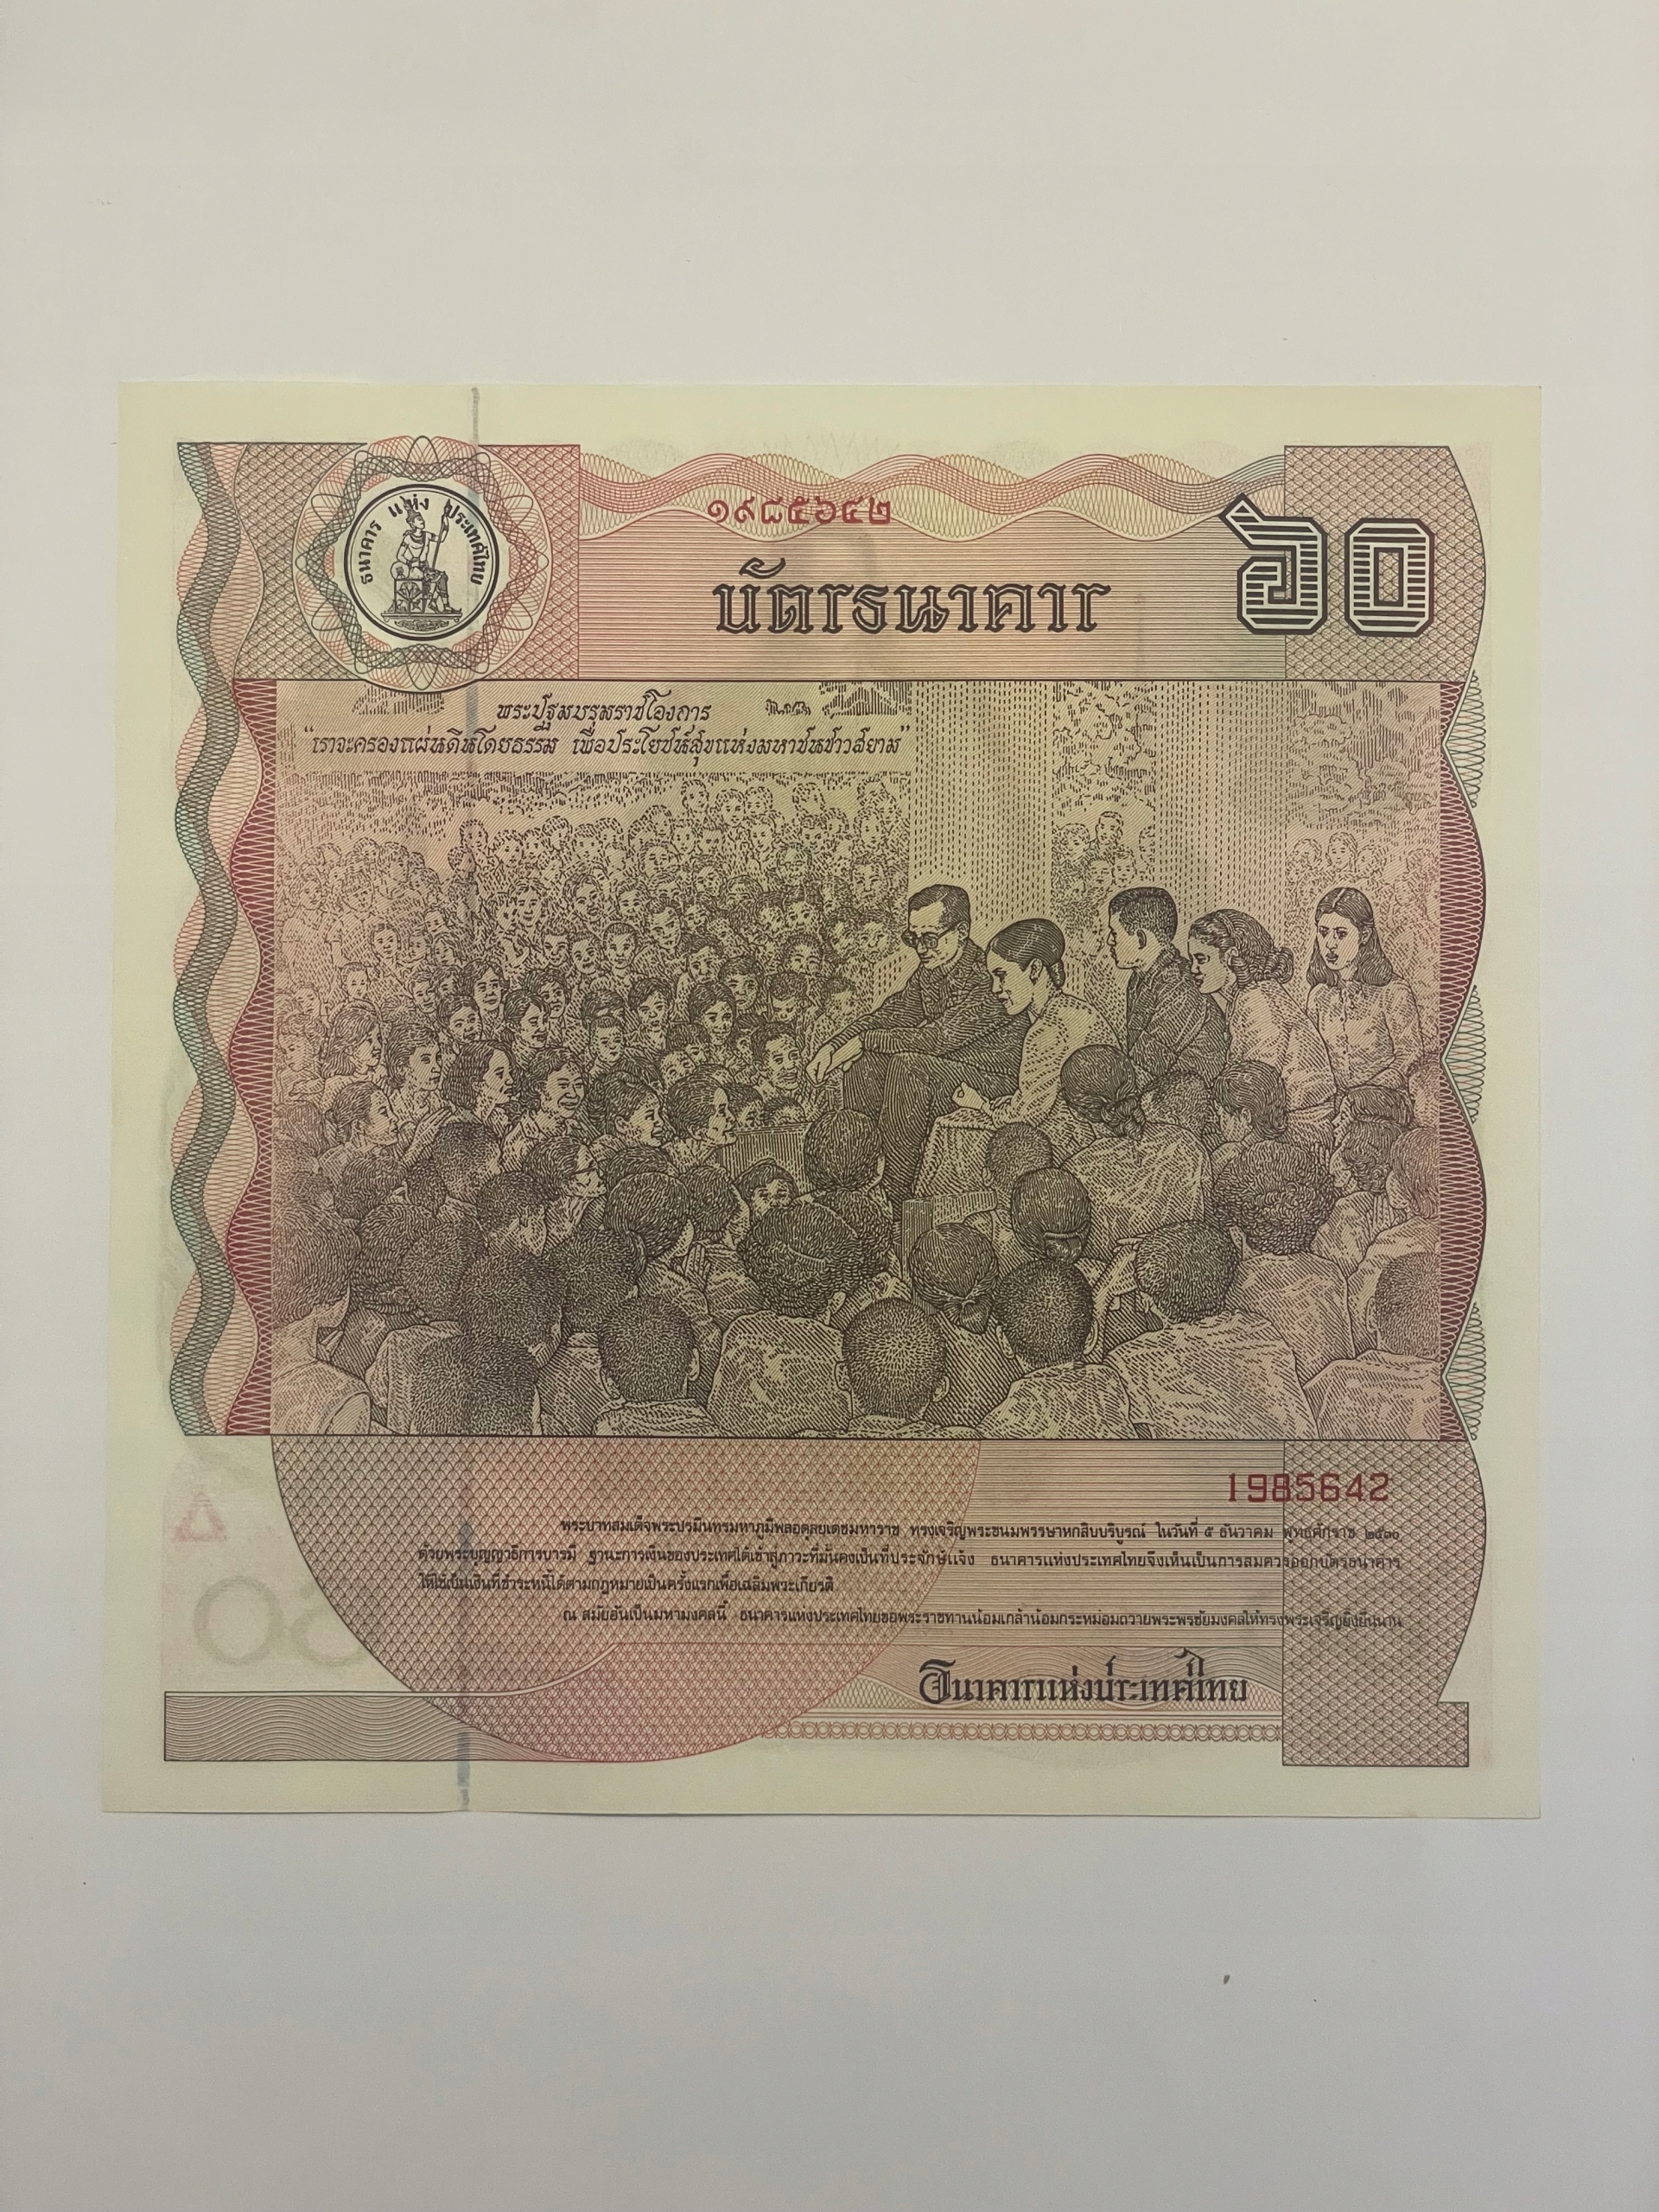 ธนาคาร แห่ง ประเทศไทย
๑๙๘๕๖๔๒
๖๐
บัตรธนาคาร
พระปฐมบรมราชโองการ
“เราจะครองแผ่นดินโดยธรรม เพื่อประโยชน์สุขแห่งมหาชนชาวสยาม”
1985642
พระบาทสมเด็จพระปรมินทรมหาภูมิพลอดุลยเดชมหาราช ทรงเจริญพระชนมพรรษาหกสิบบริบูรณ์ ในวันที่ ๕ ธันวาคม พุทธศักราช ๒๕๓๐
ด้วยพระบุญญาธิการบารมี ฐานะการเงินของประเทศได้เข้าสู่ภาวะที่มั่นคงเป็นที่ประจักษ์แจ้ง ธนาคารแห่งประเทศไทยจึงเห็นเป็นการสมควรออกบัตรธนาคาร
ให้ใช้เป็นเงินที่ชำระหนี้ได้ตามกฎหมายเป็นครั้งแรกเพื่อเฉลิมพระเกียรติ
ณ สมัยอันเป็นมหามงคลนี้ ธนาคารแห่งประเทศไทยขอพระราชทานน้อมเกล้าน้อมกระหม่อมถวายพระพรชัยมงคลให้ทรงพระเจริญยิ่งยืนนาน
ธนาคารแห่งประเทศไทย